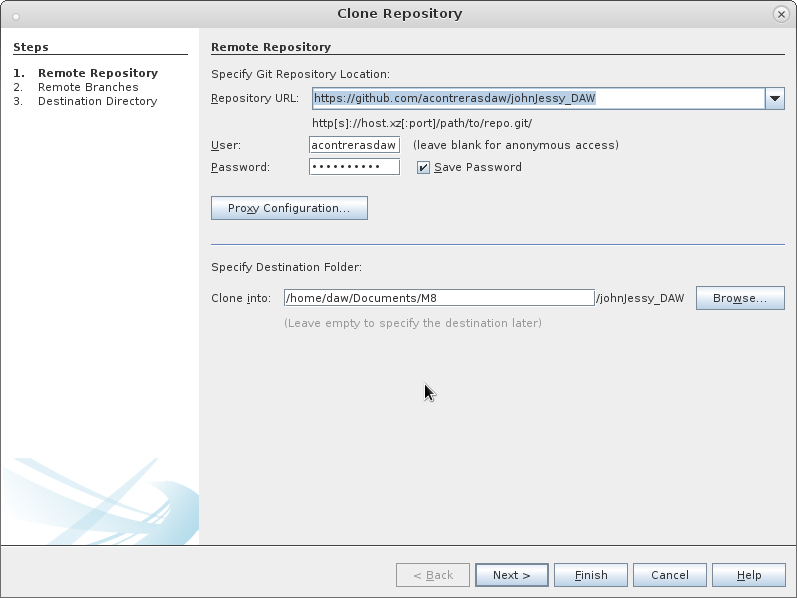 Clone Repository
Steps
1. Remote Repository
2. Remote Branches
3. Destination Directory
Remote Repository
Specify Git Repository Location:
Repository URL: https://github.com/acontrerasdaw/johnJessy_DAW
http[s]://host.xz[:port]/path/to/repo.git/
User: acontrerasdaw (leave blank for anonymous access)
Password: •••••••••• Save Password
Proxy Configuration...
Specify Destination Folder:
Clone into: /home/daw/Documents/M8 /johnJessy_DAW Browse...
(Leave empty to specify the destination later)
< Back Next > Finish Cancel Help